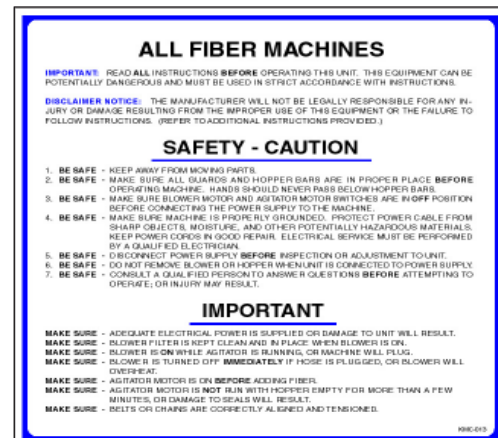 ALL FIBER MACHINES
IMPORTANT: READ ALL INSTRUCTIONS BEFORE OPERATING THIS UNIT. THIS EQUIPMENT CAN BE
POTENTIALLY DANGEROUS AND MUST BE USED IN STRICT ACCORDANCE WITH INSTRUCTIONS.
DISCLAIMER NOTICE: THE MANUFACTURER WILL NOT BE LEGALLY RESPONSIBLE FOR ANY IN-
JURY OR DAMAGE RESULTING FROM THE IMPROPER USE OF THIS EQUIPMENT OR THE FAILURE TO
FOLLOW INSTRUCTIONS. (REFER TO ADDITIONAL INSTRUCTIONS PROVIDED.)
SAFETY - CAUTION
1. BE SAFE - KEEP AWAY FROM MOVING PARTS.
2. BE SAFE - MAKE SURE ALL GUARDS AND HOPPER BARS ARE IN PROPER PLACE BEFORE
OPERATING MACHINE. HANDS SHOULD NEVER PASS BELOW HOPPER BARS.
3. BE SAFE - MAKE SURE BLOWER MOTOR AND AGITATOR MOTOR SWITCHES ARE IN OFF POSITION
BEFORE CONNECTING THE POWER SUPPLY TO THE MACHINE.
4. BE SAFE - MAKE SURE MACHINE IS PROPERLY GROUNDED. PROTECT POWER CABLE FROM
SHARP OBJECTS, MOISTURE, AND OTHER POTENTIALLY HAZARDOUS MATERIALS.
KEEP POWER CORDS IN GOOD REPAIR. ELECTRICAL SERVICE MUST BE PERFORMED
BY A QUALIFIED ELECTRICIAN.
5. BE SAFE - DISCONNECT POWER SUPPLY BEFORE INSPECTION OR ADJUSTMENT TO UNIT.
6. BE SAFE - DO NOT REMOVE BLOWER OR HOPPER WHEN UNIT IS CONNECTED TO POWER SUPPLY.
7. BE SAFE - CONSULT A QUALIFIED PERSON TO ANSWER QUESTIONS BEFORE ATTEMPTING TO
OPERATE; OR INJURY MAY RESULT.
IMPORTANT
MAKE SURE - ADEQUATE ELECTRICAL POWER IS SUPPLIED OR DAMAGE TO UNIT WILL RESULT.
MAKE SURE - BLOWER FILTER IS KEPT CLEAN AND IN PLACE WHEN BLOWER IS ON.
MAKE SURE - BLOWER IS ON WHILE AGITATOR IS RUNNING, OR MACHINE WILL PLUG.
MAKE SURE - BLOWER IS TURNED OFF IMMEDIATELY IF HOSE IS PLUGGED, OR BLOWER WILL
OVERHEAT.
MAKE SURE - AGITATOR MOTOR IS ON BEFORE ADDING FIBER.
MAKE SURE - AGITATOR MOTOR IS NOT RUN WITH HOPPER EMPTY FOR MORE THAN A FEW
MINUTES, OR DAMAGE TO SEALS WILL RESULT.
MAKE SURE - BELTS OR CHAINS ARE CORRECTLY ALIGNED AND TENSIONED.
KMC-013